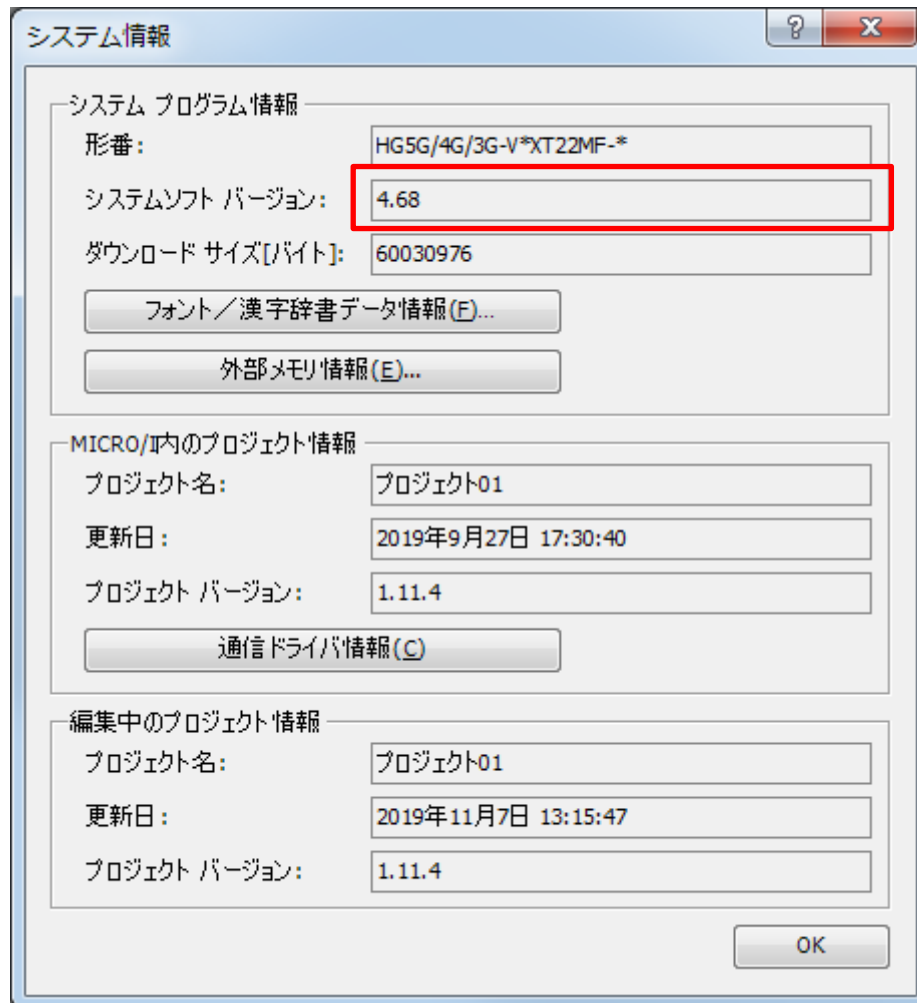 システム情報
システム プログラム情報
形番: HG5G/4G/3G-V*XT22MF-*
システムソフト バージョン: 4.68
ダウンロード サイズ[バイト]: 60030976
フォント／漢字辞書データ情報(F)...
外部メモリ情報(E)...
MICRO/I内のプロジェクト情報
プロジェクト名: プロジェクト01
更新日: 2019年9月27日 17:30:40
プロジェクト バージョン: 1.11.4
通信ドライバ情報(C)
編集中のプロジェクト情報
プロジェクト名: プロジェクト01
更新日: 2019年11月7日 13:15:47
プロジェクト バージョン: 1.11.4
OK